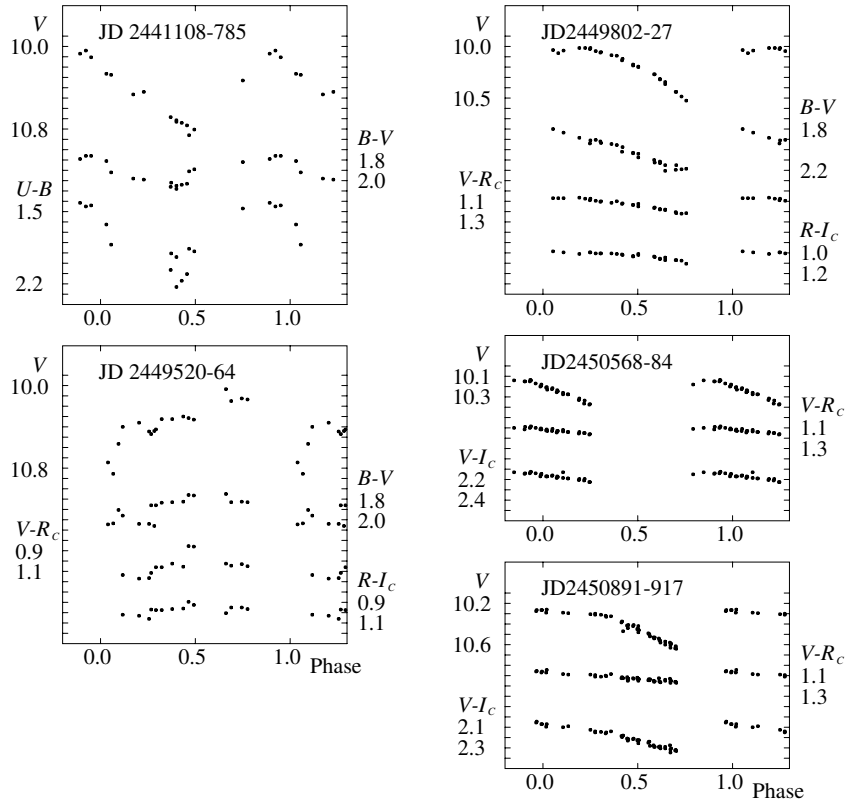 V
JD 2441108-785
10.0
10.8
B-V
1.8
2.0
U-B
1.5
2.2
0.0 0.5 1.0
V
JD 2449520-64
10.0
10.8
B-V
1.8
2.0
V-Rc
0.9
1.1
R-Ic
0.9
1.1
0.0 0.5 1.0
Phase
V
JD2449802-27
10.0
10.5
B-V
1.8
2.2
V-Rc
1.1
1.3
R-Ic
1.0
1.2
0.0 0.5 1.0
V
JD2450568-84
10.1
10.3
V-Rc
1.1
1.3
V-Ic
2.2
2.4
V
JD2450891-917
10.2
10.6
V-Rc
1.1
1.3
V-Ic
2.1
2.3
0.0 0.5 1.0
Phase